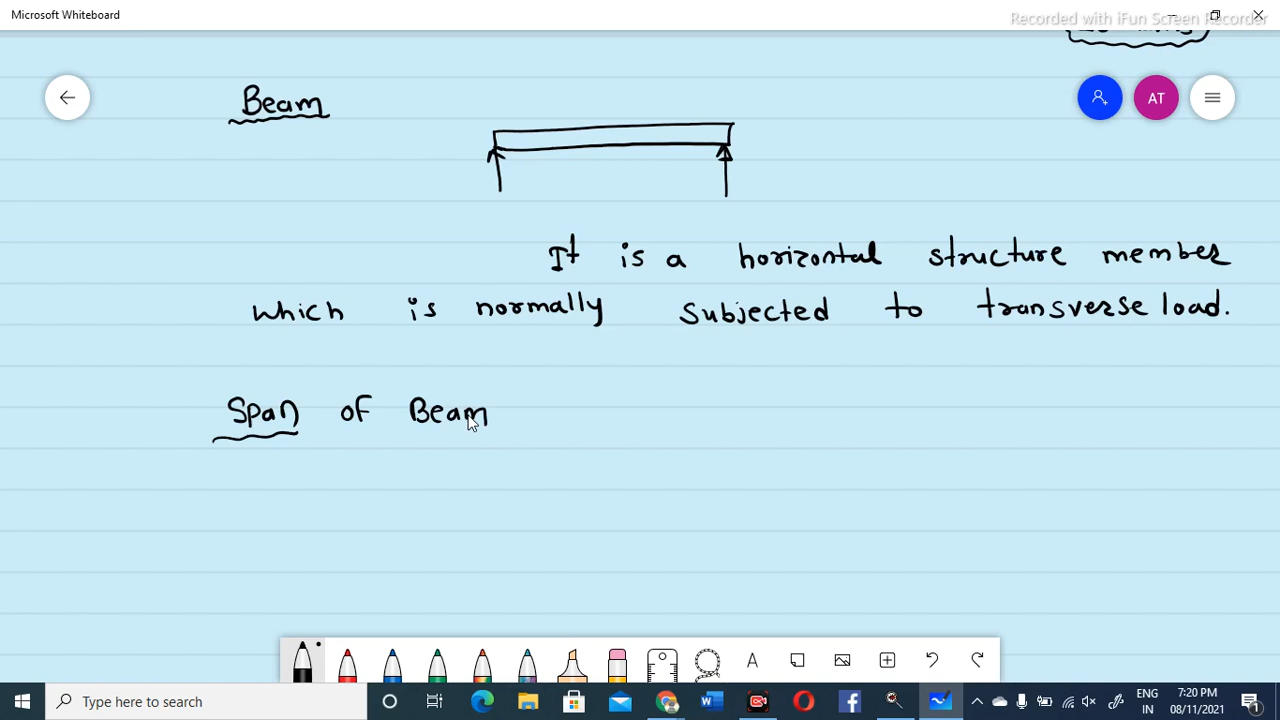 Microsoft Whiteboard
Recorded with iFun Screen Recorder
Beam
AT
It is a horizontal structure member
which is normally subjected to transverse load.
Span of Beam
A
Type here to search
ENG
IN
7:20 PM
08/11/2021
1